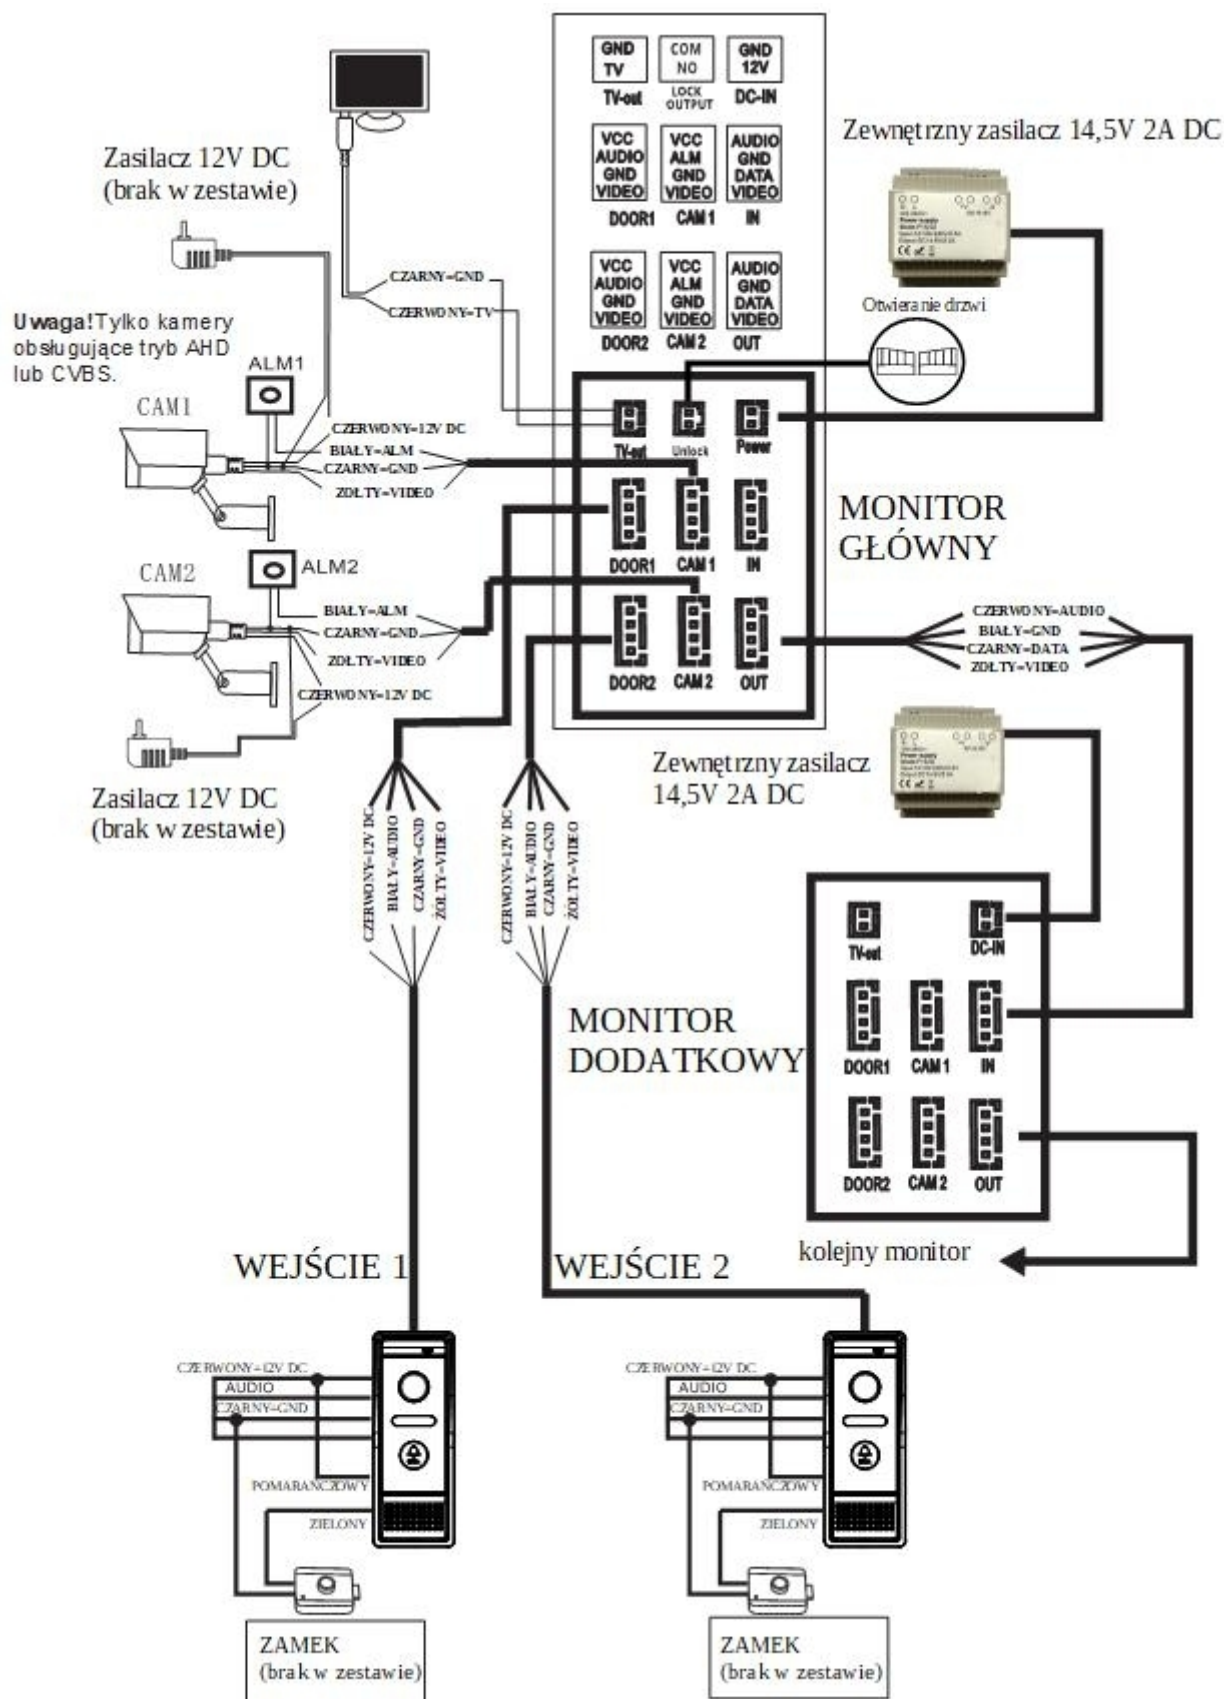 GND
TV
TV-out
COM
NO
LOCK
OUTPUT
GND
12V
DC-IN
VCC
AUDIO
GND
VIDEO
DOOR1
VCC
ALM
GND
VIDEO
CAM 1
AUDIO
GND
DATA
VIDEO
IN
VCC
AUDIO
GND
VIDEO
DOOR2
VCC
ALM
GND
VIDEO
CAM 2
AUDIO
GND
DATA
VIDEO
OUT
Zewnętrzny zasilacz 14,5V 2A DC
Power supply
Otwieranie drzwi
Zasilacz 12V DC
(brak w zestawie)
CZARNY=GND
CZERWONY=TV
Uwaga! Tylko kamery
obsługujące tryb AHD
lub CVBS.
ALM1
CAM1
CZERWONY=12V DC
BIAŁY=ALM
CZARNY=GND
ZOŁTY=VIDEO
TV-out
Unlock
Power
DOOR1
CAM 1
IN
DOOR2
CAM 2
OUT
MONITOR
GŁÓWNY
ALM2
CAM2
BIAŁY=ALM
CZARNY=GND
ZOŁTY=VIDEO
CZERWONY=12V DC
Zasilacz 12V DC
(brak w zestawie)
CZERWONY=AUDIO
BIAŁY=GND
CZARNY=DATA
ZOŁTY=VIDEO
Zewnętrzny zasilacz
14,5V 2A DC
Power supply
CZERWONY=12V DC
BIAŁY=AUDIO
CZARNY=GND
ŻOŁTY=VIDEO
CZERWONY=12V DC
BIAŁY=AUDIO
CZARNY=GND
ŻOŁTY=VIDEO
MONITOR
DODATKOWY
TV-out
DC-IN
DOOR1
CAM 1
IN
DOOR2
CAM 2
OUT
kolejny monitor
WEJŚCIE 1
WEJŚCIE 2
CZERWONY=12V DC
AUDIO
CZARNY=GND
POMARAŃCZOWY
ZIELONY
ZAMEK
(brak w zestawie)
CZERWONY=12V DC
AUDIO
CZARNY=GND
POMARAŃCZOWY
ZIELONY
ZAMEK
(brak w zestawie)